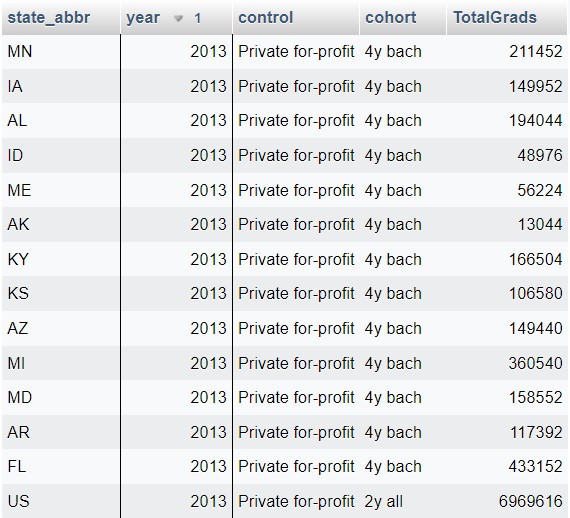 state_abbr year 1 control cohort TotalGrads
MN 2013 Private for-profit 4y bach 211452
IA 2013 Private for-profit 4y bach 149952
AL 2013 Private for-profit 4y bach 194044
ID 2013 Private for-profit 4y bach 48976
ME 2013 Private for-profit 4y bach 56224
AK 2013 Private for-profit 4y bach 13044
KY 2013 Private for-profit 4y bach 166504
KS 2013 Private for-profit 4y bach 106580
AZ 2013 Private for-profit 4y bach 149440
MI 2013 Private for-profit 4y bach 360540
MD 2013 Private for-profit 4y bach 158552
AR 2013 Private for-profit 4y bach 117392
FL 2013 Private for-profit 4y bach 433152
US 2013 Private for-profit 2y all 6969616